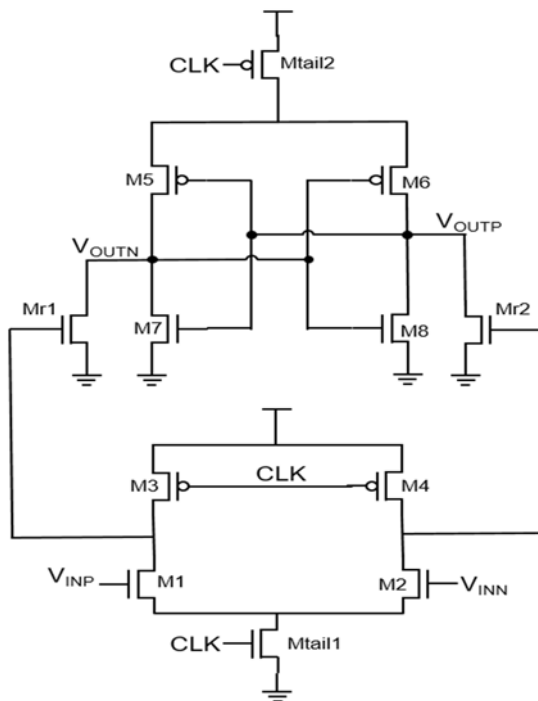 CLK
Mtail2
M5
M6
VOUTN
VOUTP
Mr1
M7
M8
Mr2
M3
CLK
M4
VINP
M1
M2
VINN
CLK
Mtail1